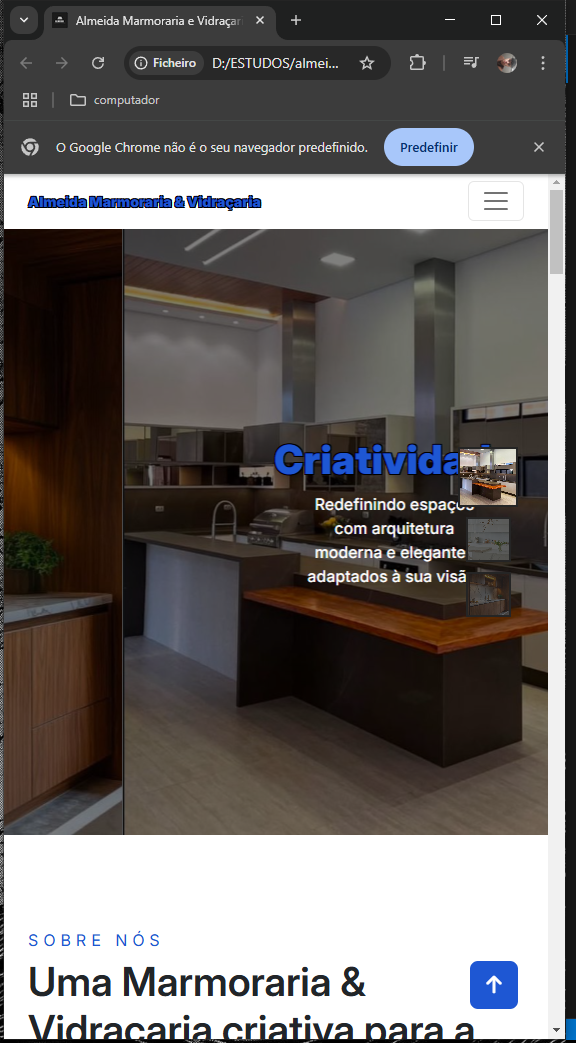 Almeida Marmoraria e Vidraçari
Ficheiro
D:/ESTUDOS/almei...
computador
O Google Chrome não é o seu navegador predefinido.
Predefinir
Almeida Marmoraria & Vidraçaria
Criativida
Redefinindo espaços
com arquitetura
moderna e elegante
adaptados à sua visã
SOBRE NÓS
Uma Marmoraria &
Vidraçaria criativa para a